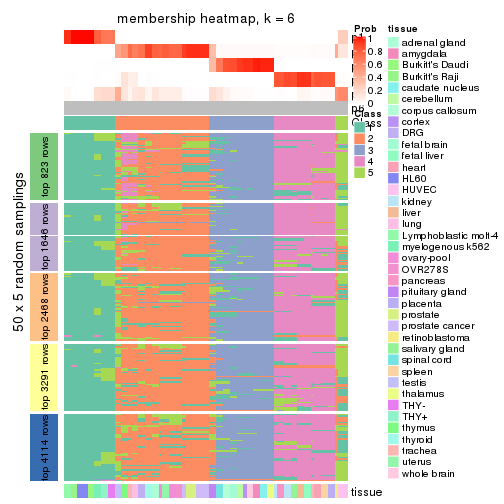 membership heatmap, k = 6
50 x 5 random samplings
top 823 rows
top 1646 rows
top 2468 rows
top 3291 rows
top 4114 rows
p6
Class
tissue
Prob
1
0.8
0.6
0.4
0.2
0
Class
2
3
4
5
tissue
adrenal gland
amygdala
Bukitt's Daudi
Bukitt's Raji
caudate nucleus
cerebellum
corpus callosum
cortex
DRG
fetal brain
fetal liver
heart
HL60
HUVEC
kidney
liver
lung
Lymphoblastic molt-4
myelogenous k562
ovary-pool
OVR278S
pancreas
pituitary gland
placenta
prostate
prostate cancer
retinoblastoma
salivary gland
spinal cord
spleen
testis
thalamus
THY-
THY+
thymus
thyroid
trachea
uterus
whole brain